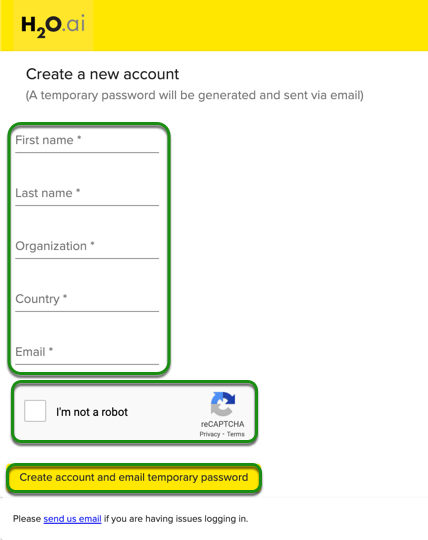 H2O.ai
Create a new account
(A temporary password will be generated and sent via email)
First name *
Last name *
Organization *
Country *
Email *
I'm not a robot
reCAPTCHA
Privacy - Terms
Create account and email temporary password
Please send us email if you are having issues logging in.